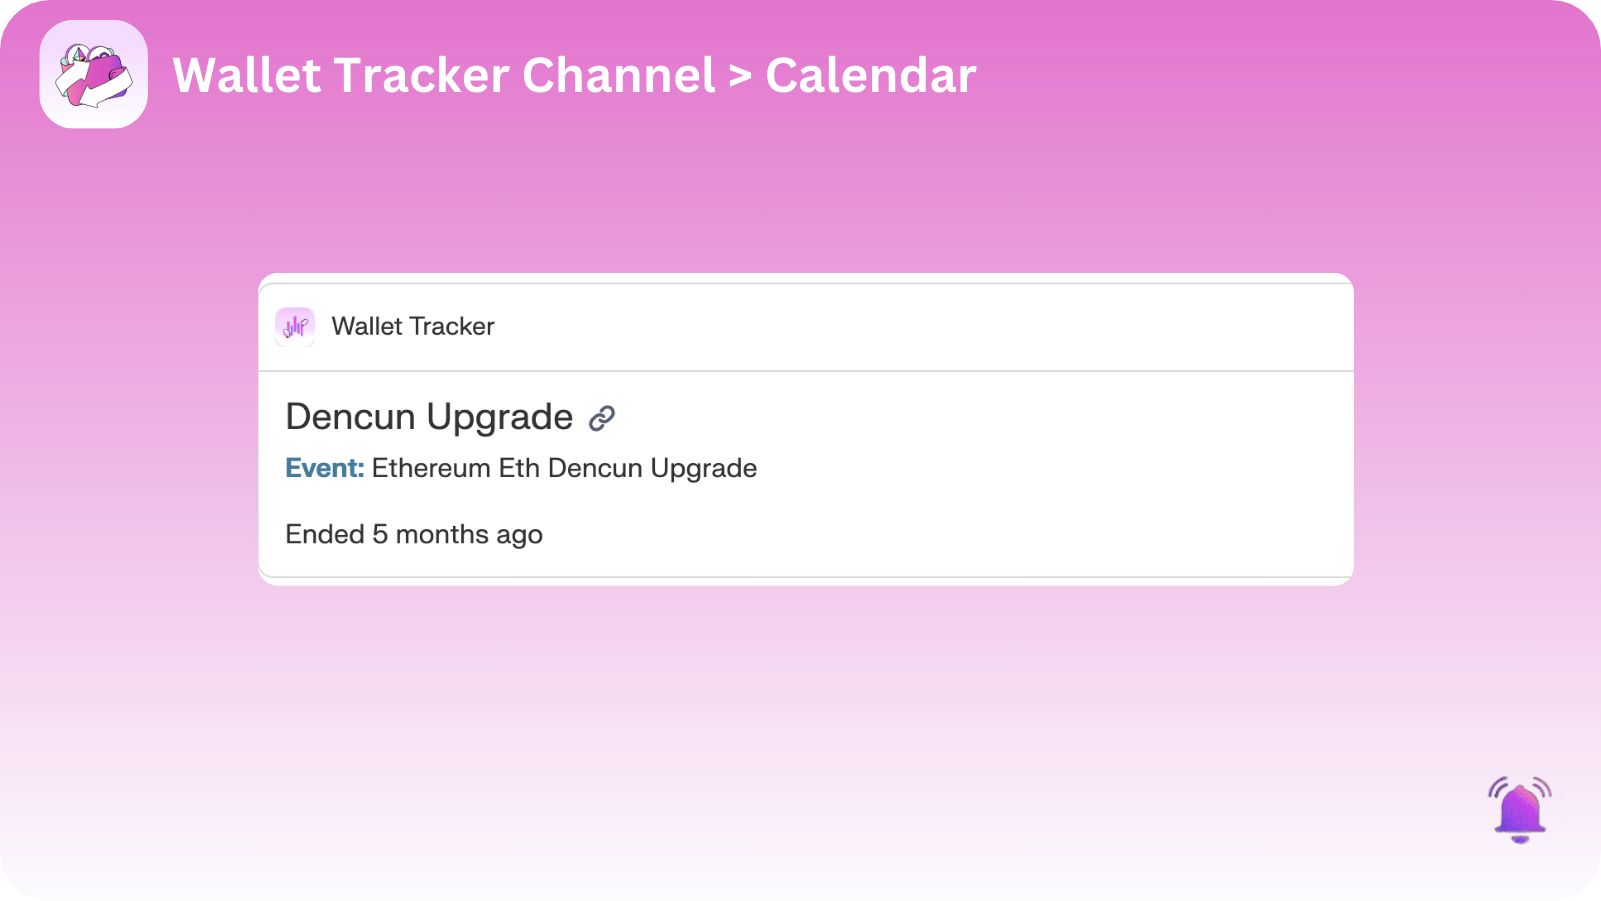 Wallet Tracker Channel > Calendar
Wallet Tracker
Dencun Upgrade
Event: Ethereum Eth Dencun Upgrade
Ended 5 months ago